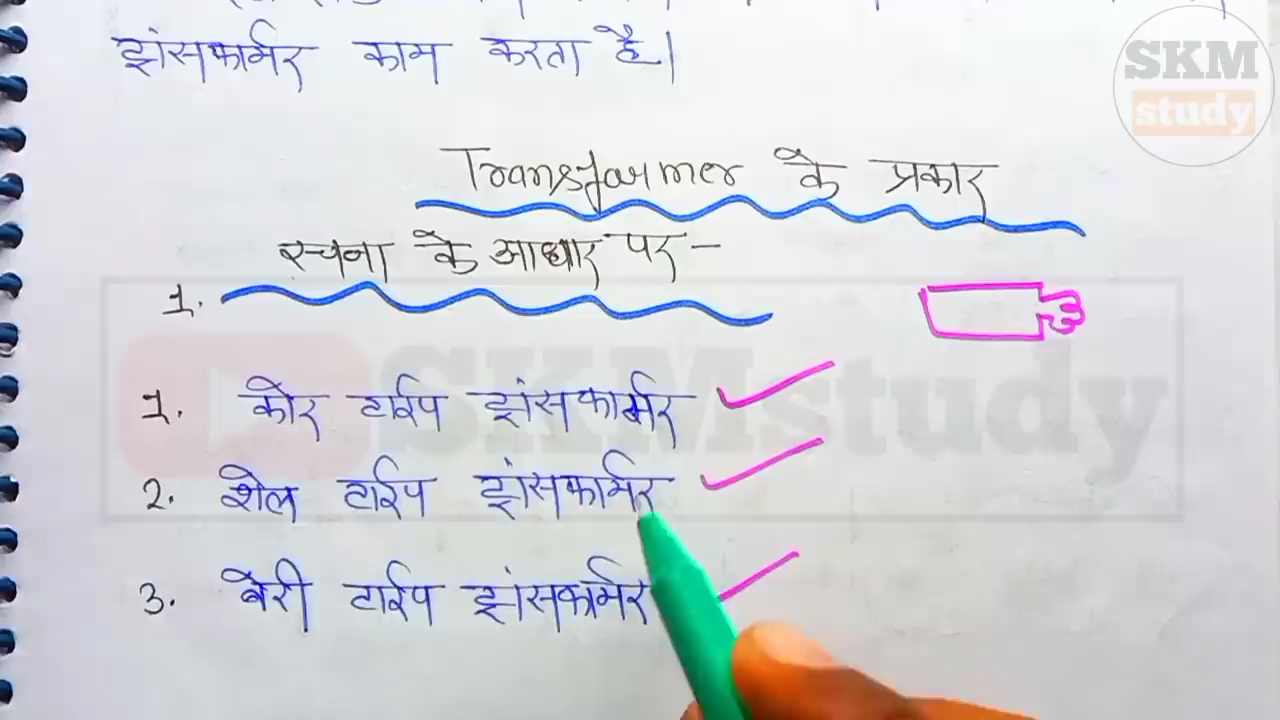 ट्रांसफार्मर काम करता है।
SKM
study
Transformer के प्रकार
रचना के आधार पर -
1.
1. कोर टाईप ट्रांसफार्मर
2. शेल टाईप ट्रांसफार्मर
3. बेरी टाईप ट्रांसफार्मर
SKMstudy